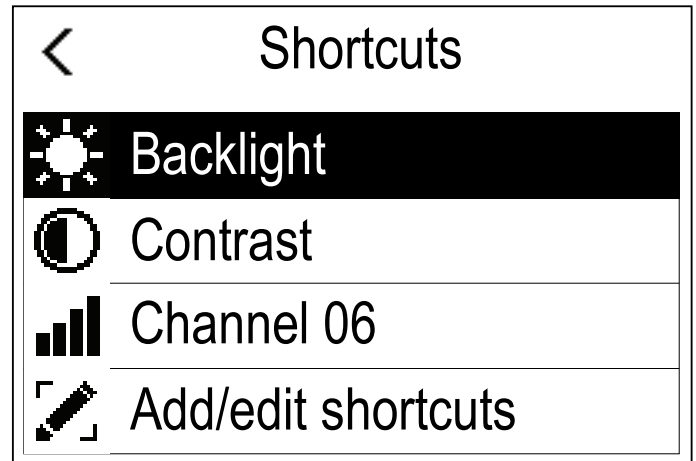 Shortcuts
Backlight
Contrast
Channel 06
Add/edit shortcuts